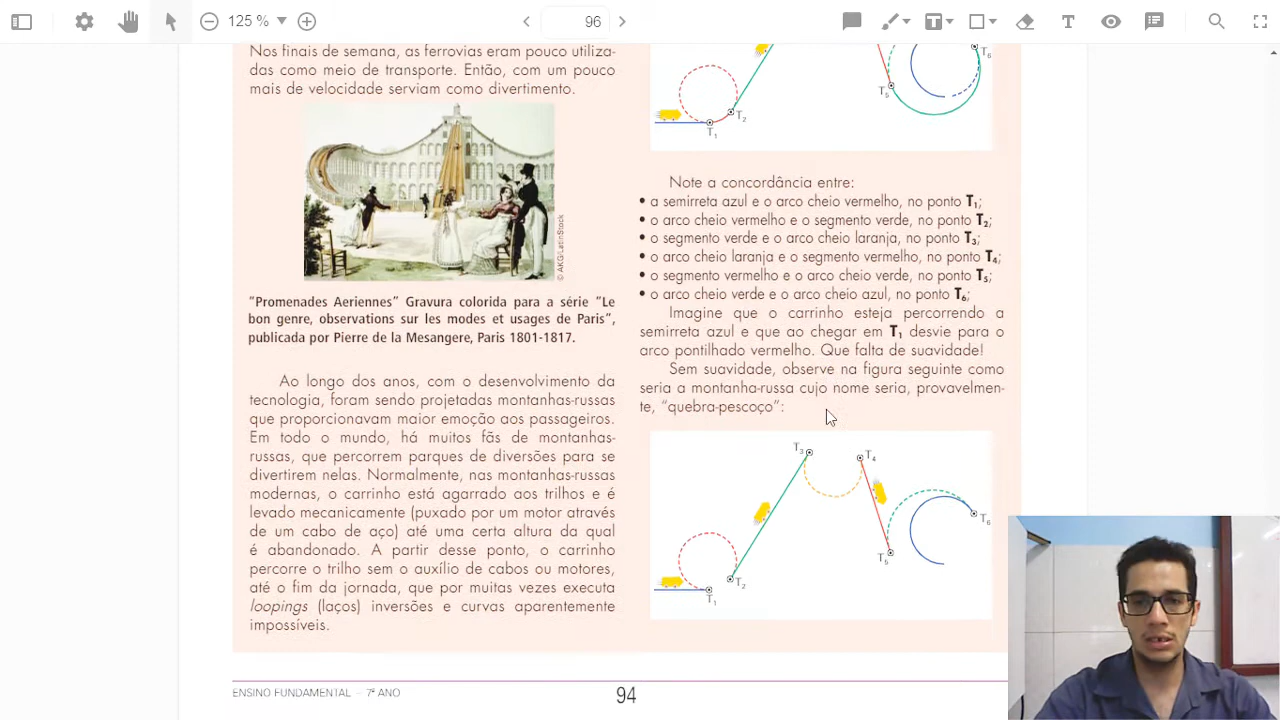 125 %
96
Nos finais de semana, as ferrovias eram pouco utiliza-
das como meio de transporte. Então, com um pouco
mais de velocidade serviam como divertimento.
© AKG/LatinStock
"Promenades Aeriennes" Gravura colorida para a série "Le
bon genre, observations sur les modes et usages de Paris",
publicada por Pierre de la Mesangere, Paris 1801-1817.
Ao longo dos anos, com o desenvolvimento da
tecnologia, foram sendo projetadas montanhas-russas
que proporcionavam maior emoção aos passageiros.
Em todo o mundo, há muitos fãs de montanhas-
russas, que percorrem parques de diversões para se
divertirem nelas. Normalmente, nas montanhas-russas
modernas, o carrinho está agarrado aos trilhos e é
levado mecanicamente (puxado por um motor através
de um cabo de aço) até uma certa altura da qual
é abandonado. A partir desse ponto, o carrinho
percorre o trilho sem o auxílio de cabos ou motores,
até o fim da jornada, que por muitas vezes executa
loopings (laços) inversões e curvas aparentemente
impossíveis.
T6
T5
T2
T1
Note a concordância entre:
• a semirreta azul e o arco cheio vermelho, no ponto T1;
• o arco cheio vermelho e o segmento verde, no ponto T2;
• o segmento verde e o arco cheio laranja, no ponto T3;
• o arco cheio laranja e o segmento vermelho, no ponto T4;
• o segmento vermelho e o arco cheio verde, no ponto T5;
• o arco cheio verde e o arco cheio azul, no ponto T6;
Imagine que o carrinho esteja percorrendo a
semirreta azul e que ao chegar em T1 desvie para o
arco pontilhado vermelho. Que falta de suavidade!
Sem suavidade, observe na figura seguinte como
seria a montanha-russa cujo nome seria, provavelmen-
te, "quebra-pescoço":
T3
T4
T6
T5
T2
T1
ENSINO FUNDAMENTAL – 7º ANO
94